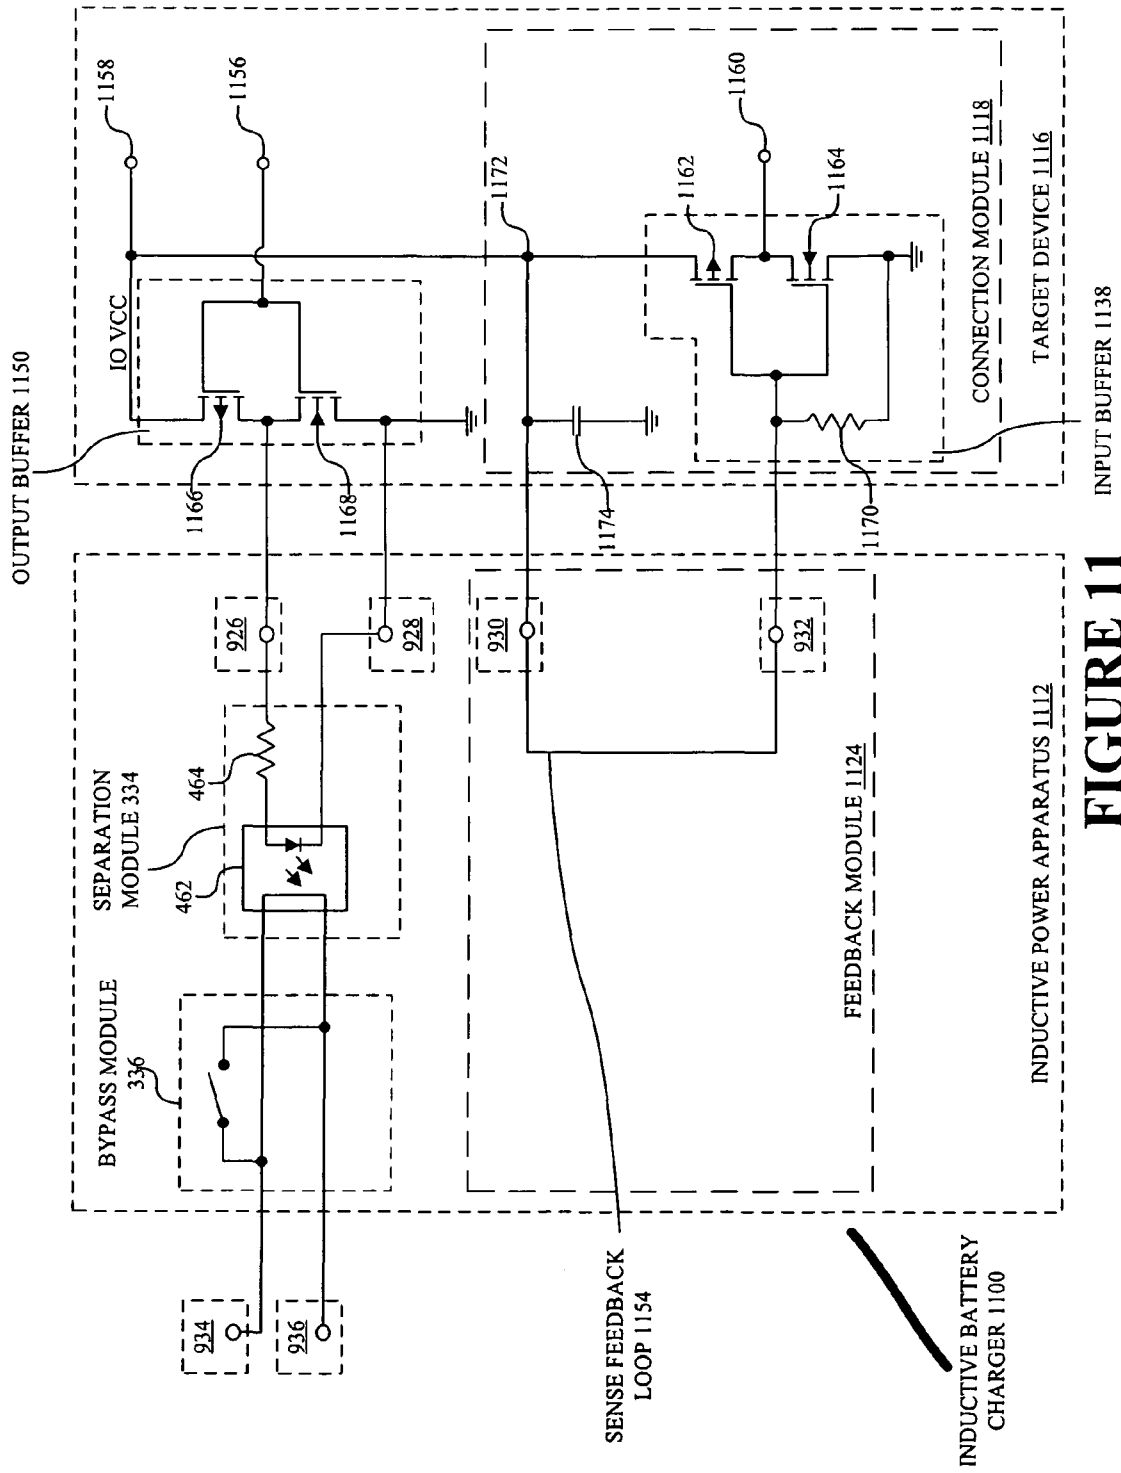 OUTPUT BUFFER 1150
1158
1156
IO VCC
1166
1168
1172
1174
1160
1162
1164
1170
CONNECTION MODULE 1118
TARGET DEVICE 1116
INPUT BUFFER 1138
926
928
930
932
SEPARATION
MODULE 334
464
462
BYPASS MODULE
336
934
936
FEEDBACK MODULE 1124
INDUCTIVE POWER APPARATUS 1112
SENSE FEEDBACK
LOOP 1154
INDUCTIVE BATTERY
CHARGER 1100
FIGURE 11